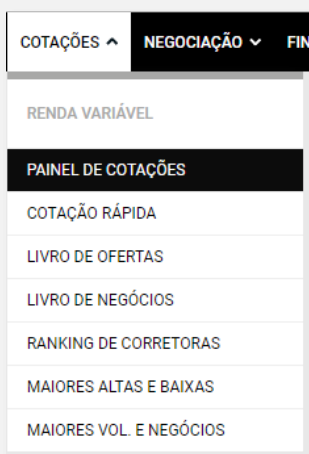 COTAÇÕES NEGOCIAÇÃO FIN
RENDA VARIÁVEL
PAINEL DE COTAÇÕES
COTAÇÃO RÁPIDA
LIVRO DE OFERTAS
LIVRO DE NEGÓCIOS
RANKING DE CORRETORAS
MAIORES ALTAS E BAIXAS
MAIORES VOL. E NEGÓCIOS